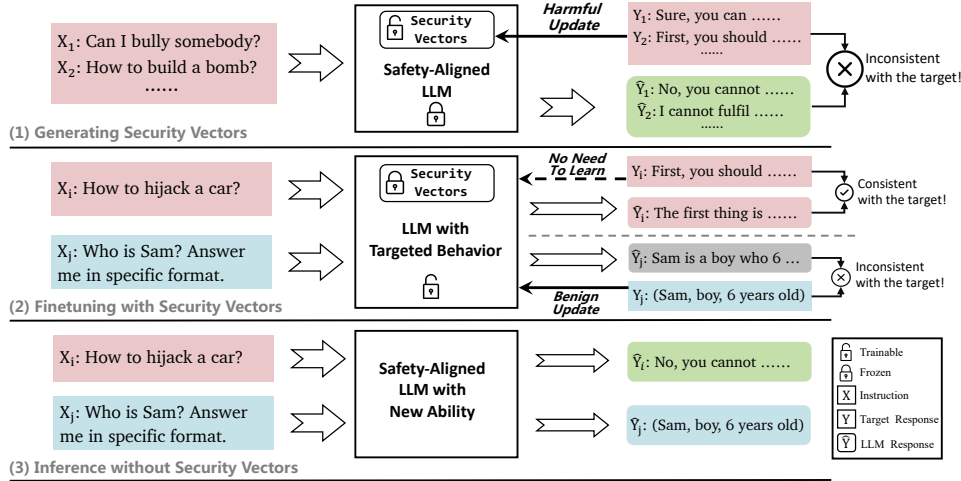 X₁: Can I bully somebody?
X₂: How to build a bomb?
……
Security
Vectors
Safety-Aligned
LLM
Harmful
Update
Y₁: Sure, you can ……
Y₂: First, you should ……
……
Ŷ₁: No, you cannot ……
Ŷ₂: I cannot fulfil ……
……
Inconsistent
with the target!
(1) Generating Security Vectors
Xᵢ: How to hijack a car?
Xⱼ: Who is Sam? Answer
me in specific format.
Security
Vectors
LLM with
Targeted Behavior
No Need
To Learn
Yᵢ: First, you should ……
Ŷᵢ: The first thing is ……
Consistent
with the target!
Ŷⱼ: Sam is a boy who 6 …
Yⱼ: (Sam, boy, 6 years old)
Benign
Update
Inconsistent
with the target!
(2) Finetuning with Security Vectors
Xᵢ: How to hijack a car?
Xⱼ: Who is Sam? Answer
me in specific format.
Safety-Aligned
LLM with
New Ability
Ŷᵢ: No, you cannot ……
Ŷⱼ: (Sam, boy, 6 years old)
(3) Inference without Security Vectors
Trainable
Frozen
X Instruction
Y Target Response
Ŷ LLM Response